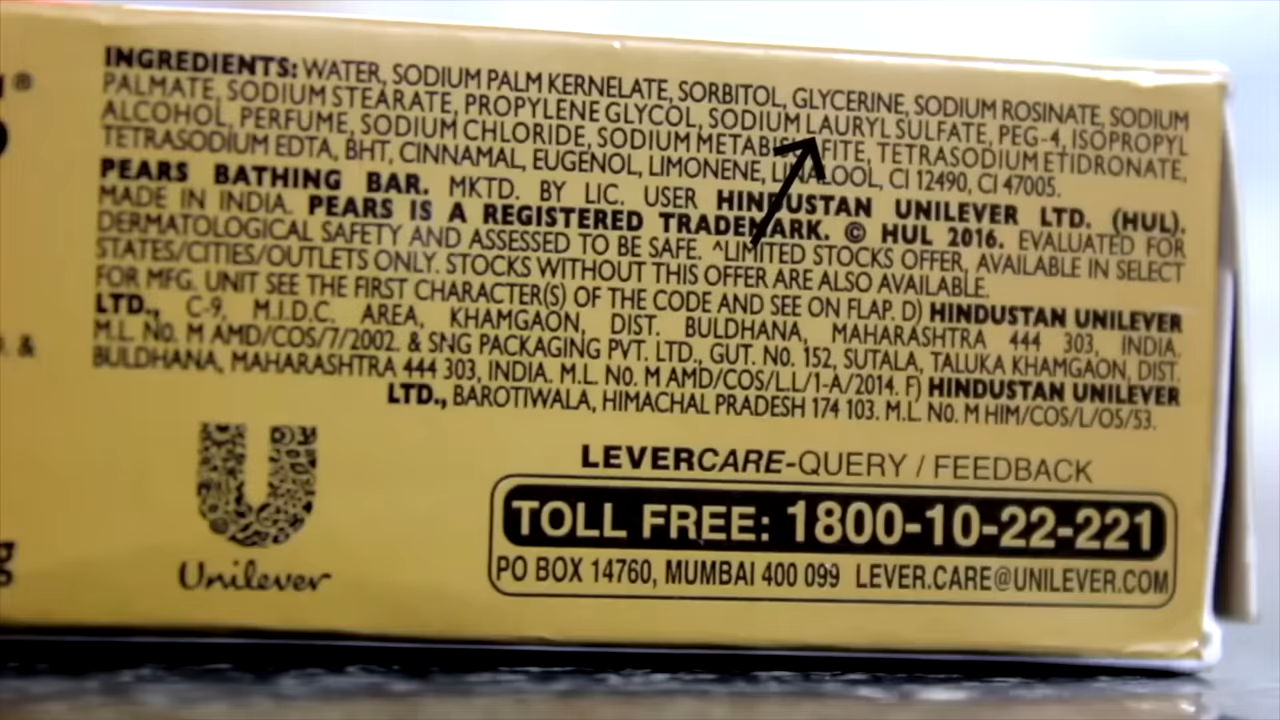 INGREDIENTS: WATER, SODIUM PALM KERNELATE, SORBITOL, GLYCERINE, SODIUM ROSINATE, SODIUM
PALMATE, SODIUM STEARATE, PROPYLENE GLYCOL, SODIUM LAURYL SULFATE, PEG-4, ISOPROPYL
ALCOHOL, PERFUME, SODIUM CHLORIDE, SODIUM METABISULFITE, TETRASODIUM ETIDRONATE,
TETRASODIUM EDTA, BHT, CINNAMAL, EUGENOL, LIMONENE, LINALOOL, CI 12490, CI 47005.
PEARS BATHING BAR. MKTD. BY LIC. USER HINDUSTAN UNILEVER LTD. (HUL).
MADE IN INDIA. PEARS IS A REGISTERED TRADEMARK. © HUL 2016. EVALUATED FOR
DERMATOLOGICAL SAFETY AND ASSESSED TO BE SAFE. ^LIMITED STOCKS OFFER, AVAILABLE IN SELECT
STATES/CITIES/OUTLETS ONLY. STOCKS WITHOUT THIS OFFER ARE ALSO AVAILABLE.
FOR MFG. UNIT SEE THE FIRST CHARACTER(S) OF THE CODE AND SEE ON FLAP. D) HINDUSTAN UNILEVER
LTD., C-9, M.I.D.C. AREA, KHAMGAON, DIST. BULDHANA, MAHARASHTRA 444 303, INDIA.
M.L. No. M AMD/COS/7/2002. & SNG PACKAGING PVT. LTD., GUT. No. 152, SUTALA, TALUKA KHAMGAON, DIST.
BULDHANA, MAHARASHTRA 444 303, INDIA. M.L. No. M AMD/COS/L.L/1-A/2014. F) HINDUSTAN UNILEVER
LTD., BAROTIWALA, HIMACHAL PRADESH 174 103. M.L. No. M HIM/COS/L/OS/53.
Unilever
LEVERCARE-QUERY / FEEDBACK
TOLL FREE: 1800-10-22-221
PO BOX 14760, MUMBAI 400 099 LEVER.CARE@UNILEVER.COM